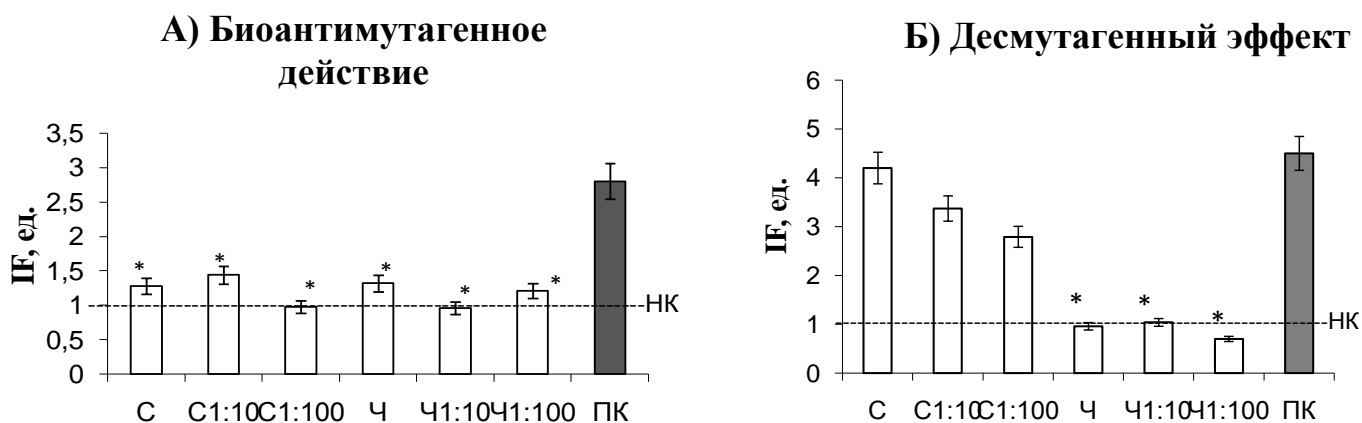 А) Биоантимутагенное
действие
IF, ед.
3,5
3
2,5
2
1,5
1
0,5
0
* * * * * *
НК
С С1:10 С1:100 Ч Ч1:10 Ч1:100 ПК
Б) Десмутагенный эффект
IF, ед.
6
5
4
3
2
1
0
* * *
НК
С С1:10 С1:100 Ч Ч1:10 Ч1:100 ПК